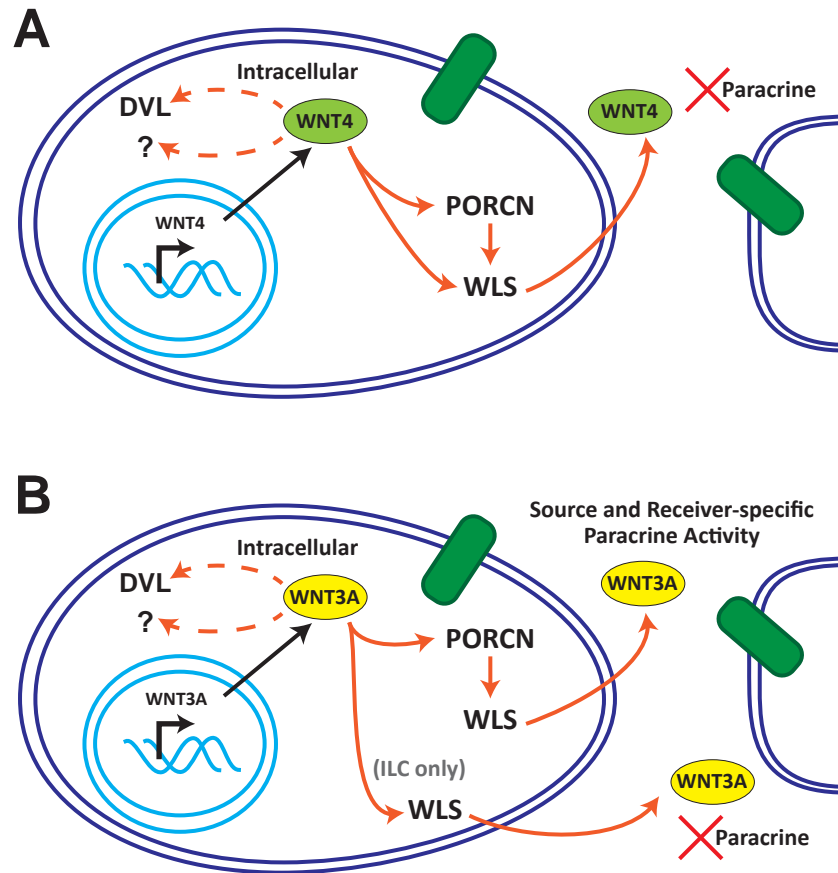 A
Intracellular
DVL
?
WNT4
WNT4
Paracrine
WNT4
PORCN
WLS
B
Source and Receiver-specific
Paracrine Activity
Intracellular
DVL
?
WNT3A
WNT3A
PORCN
WNT3A
WLS
(ILC only)
WLS
WNT3A
Paracrine